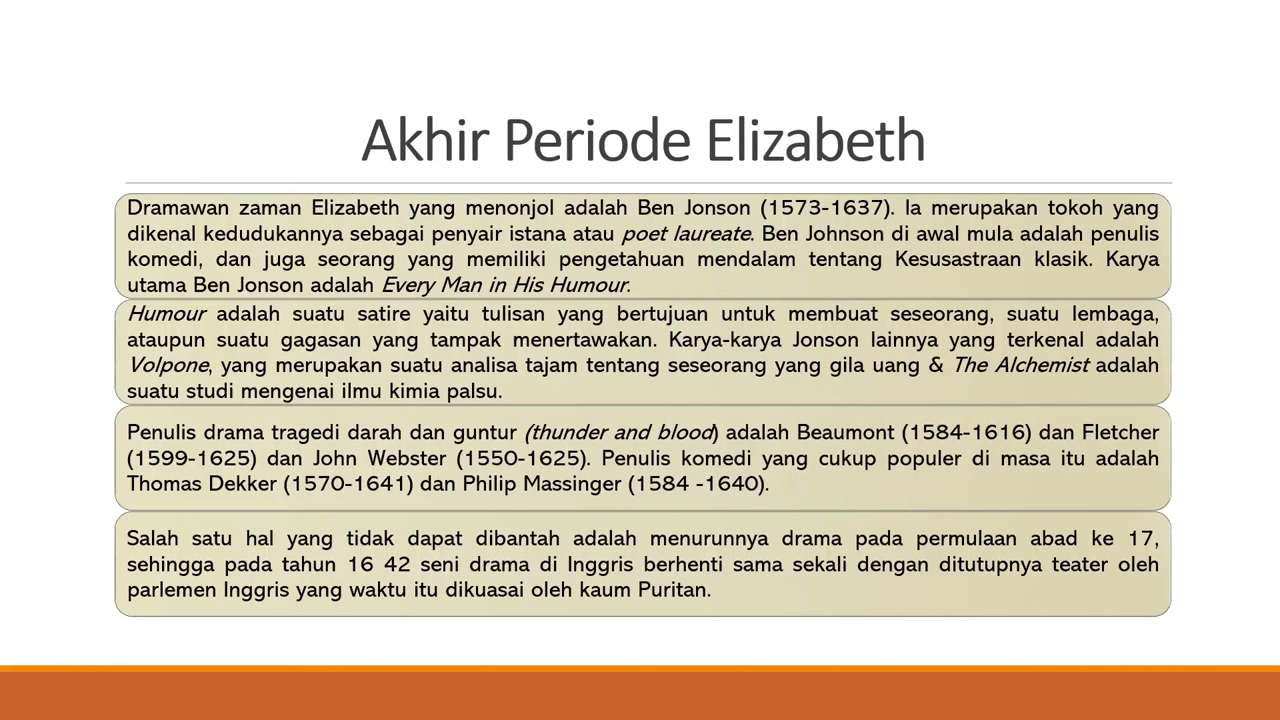 Akhir Periode Elizabeth
Dramawan zaman Elizabeth yang menonjol adalah Ben Jonson (1573-1637). Ia merupakan tokoh yang
dikenal kedudukannya sebagai penyair istana atau poet laureate. Ben Johnson di awal mula adalah penulis
komedi, dan juga seorang yang memiliki pengetahuan mendalam tentang Kesusastraan klasik. Karya
utama Ben Jonson adalah Every Man in His Humour.
Humour adalah suatu satire yaitu tulisan yang bertujuan untuk membuat seseorang, suatu lembaga,
ataupun suatu gagasan yang tampak menertawakan. Karya-karya Jonson lainnya yang terkenal adalah
Volpone, yang merupakan suatu analisa tajam tentang seseorang yang gila uang & The Alchemist adalah
suatu studi mengenai ilmu kimia palsu.
Penulis drama tragedi darah dan guntur (thunder and blood) adalah Beaumont (1584-1616) dan Fletcher
(1599-1625) dan John Webster (1550-1625). Penulis komedi yang cukup populer di masa itu adalah
Thomas Dekker (1570-1641) dan Philip Massinger (1584 -1640).
Salah satu hal yang tidak dapat dibantah adalah menurunnya drama pada permulaan abad ke 17,
sehingga pada tahun 16 42 seni drama di Inggris berhenti sama sekali dengan ditutupnya teater oleh
parlemen Inggris yang waktu itu dikuasai oleh kaum Puritan.